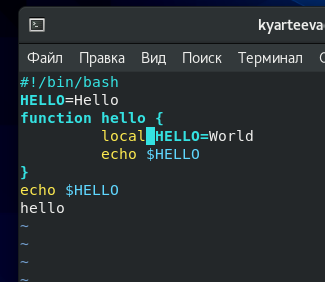 kyarteeva
Файл Правка Вид Поиск Терминал
#!/bin/bash
HELLO=Hello
function hello {
local HELLO=World
echo $HELLO
}
echo $HELLO
hello
~
~
~
~